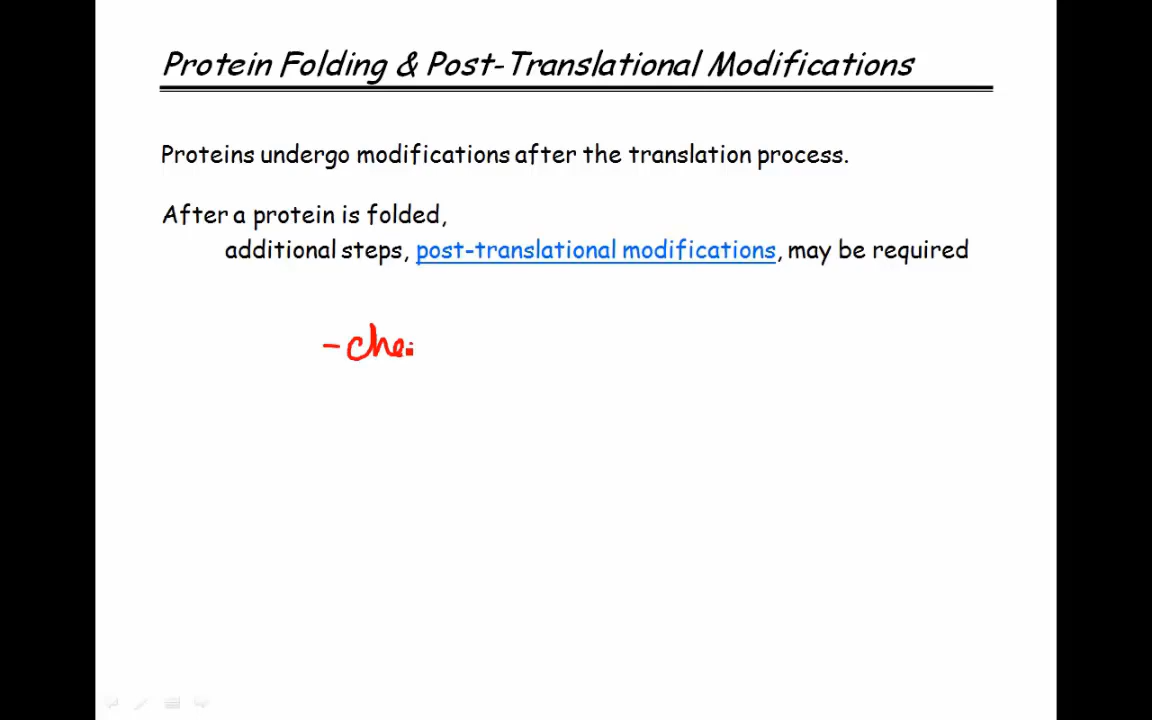 Protein Folding & Post-Translational Modifications
Proteins undergo modifications after the translation process.
After a protein is folded,
additional steps, post-translational modifications, may be required
- che